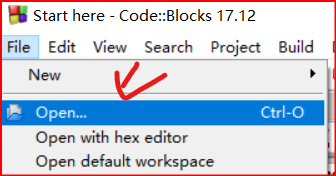 Start here - Code::Blocks 17.12
File Edit View Search Project Build
New
Open... Ctrl-O
Open with hex editor
Open default workspace